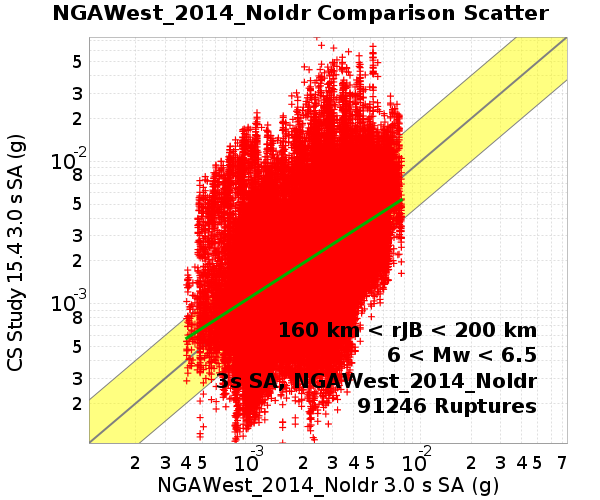 NGAWest_2014_NoIdr Comparison Scatter
CS Study 15.4 3.0 s SA (g)
5
3
2
10-2
8
5
3
2
10-3
8
5
3
2
160 km < rJB < 200 km
6 < Mw < 6.5
3s SA, NGAWest_2014_NoIdr
91246 Ruptures
2 3 4 5 10-3 2 3 4 5 10-2 2 3 4 5 7
NGAWest_2014_NoIdr 3.0 s SA (g)